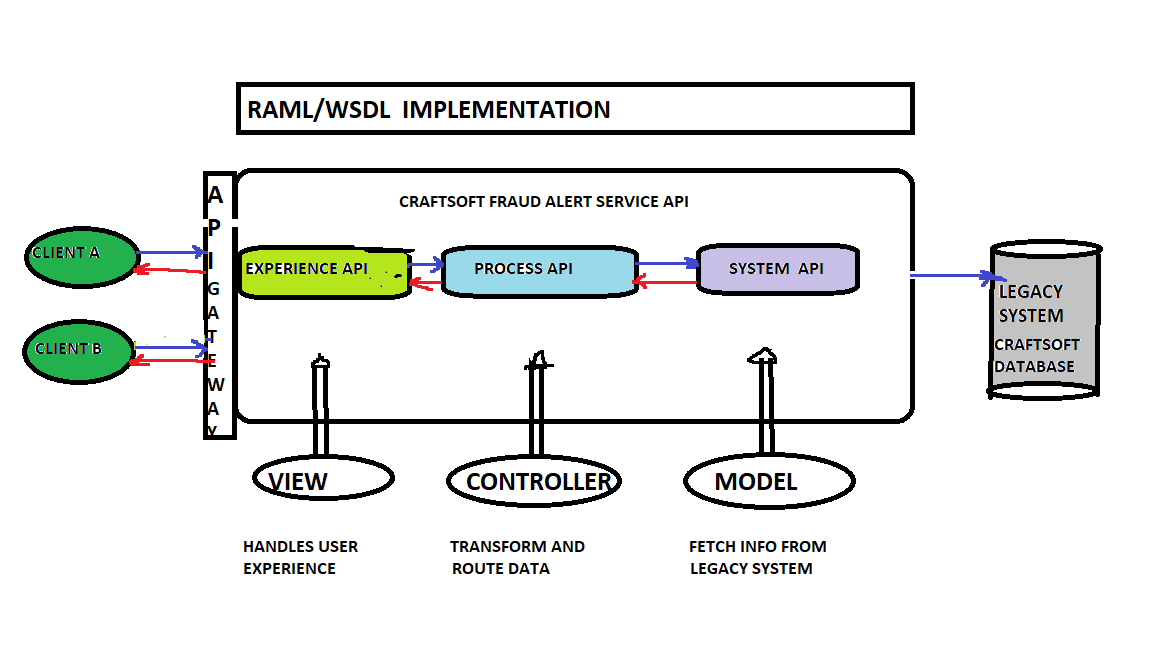 RAML/WSDL IMPLEMENTATION
CRAFTSOFT FRAUD ALERT SERVICE API
API GATEWAY
CLIENT A
CLIENT B
EXPERIENCE API
PROCESS API
SYSTEM API
LEGACY
SYSTEM
CRAFTSOFT
DATABASE
VIEW
CONTROLLER
MODEL
HANDLES USER
EXPERIENCE
TRANSFORM AND
ROUTE DATA
FETCH INFO FROM
LEGACY SYSTEM